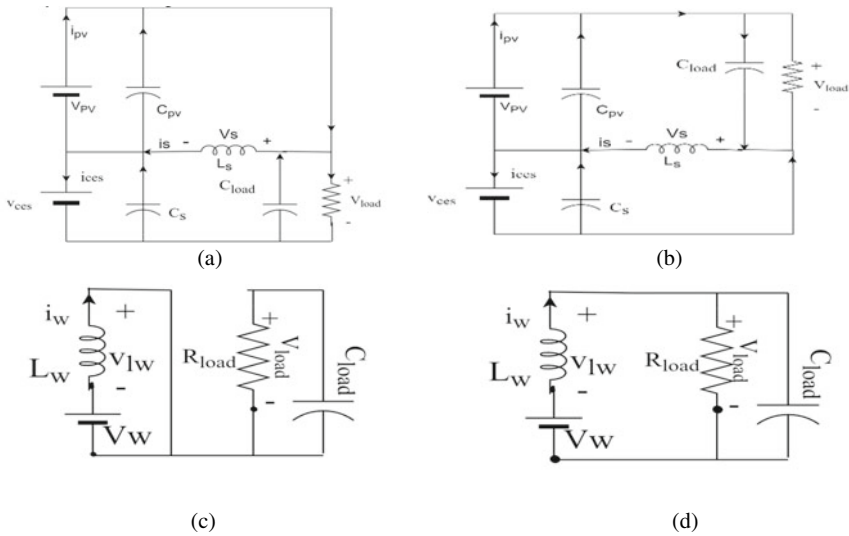 ipv
VPV
Cpv
Vs
is - +
Ls
ices
vces
Cs
Cload
+
Vload
-
(a)
ipv
VPV
Cpv
Cload
+
Vload
-
Vs
is - +
Ls
ices
vces
Cs
(b)
iw +
Lw vlw
-
Vw
+
Rload Vload
-
Cload
(c)
iw +
Lw vlw
-
Vw
+
Rload Vload
-
Cload
(d)